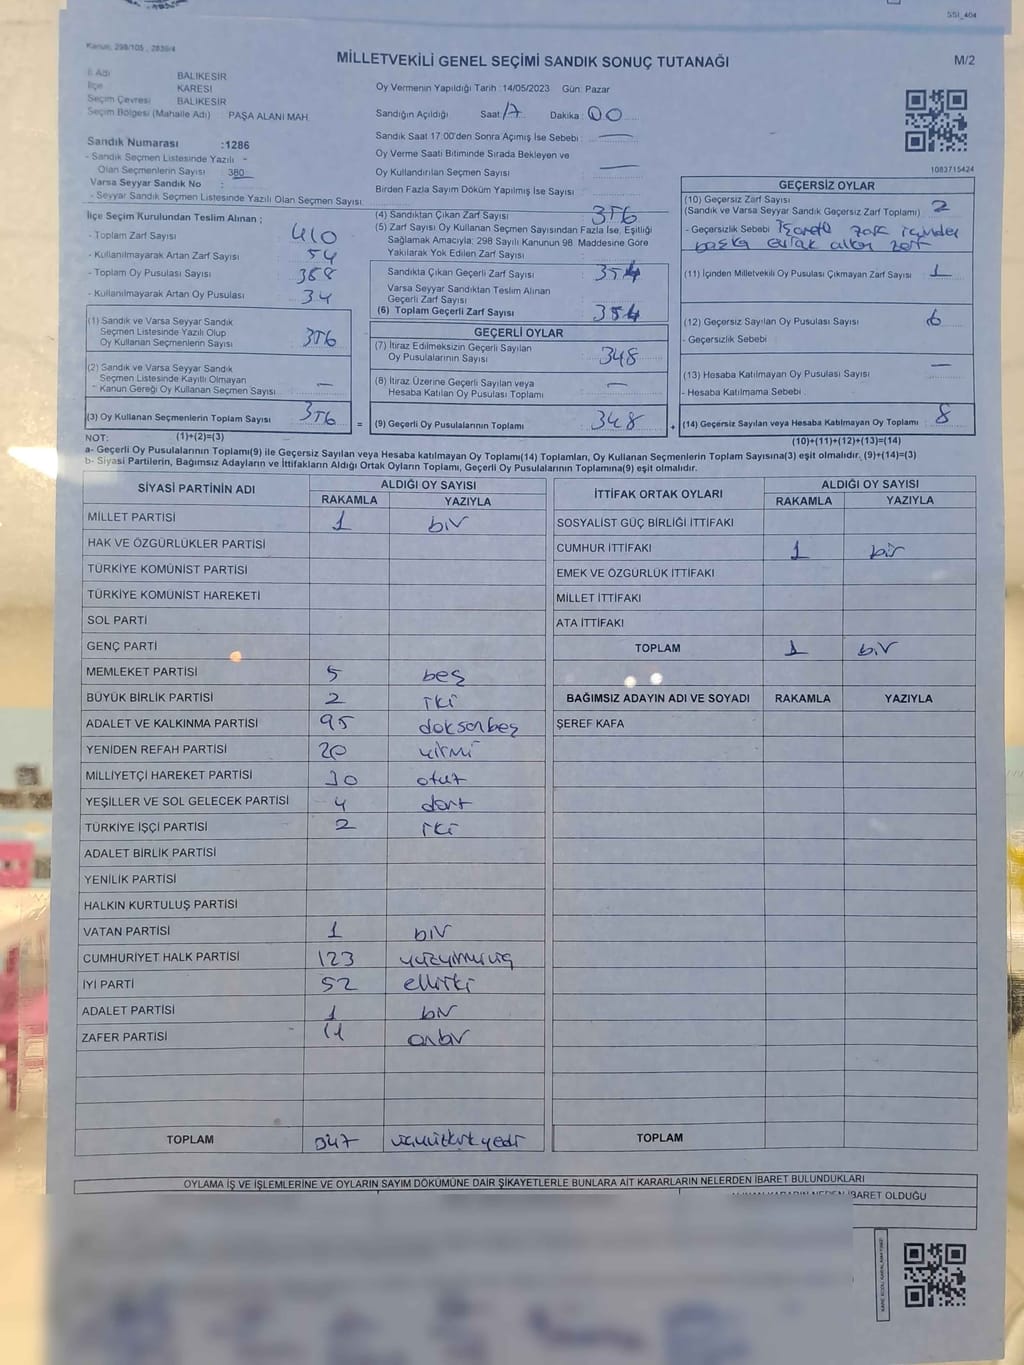 SSI_404
Kanun: 298/105 , 2839/4
MİLLETVEKİLİ GENEL SEÇİMİ SANDIK SONUÇ TUTANAĞI
M/2
İl Adı BALIKESİR
İlçe KARESİ
Seçim Çevresi BALIKESİR
Seçim Bölgesi (Mahalle Adı) PAŞA ALANI MAH.
Oy Vermenin Yapıldığı Tarih : 14/05/2023 Gün: Pazar
Sandığın Açıldığı Saat 17 Dakika 00
Sandık Saat 17.00'den Sonra Açımış İse Sebebi —
Oy Verme Saati Bitiminde Sırada Bekleyen ve
Oy Kullandırılan Seçmen Sayısı —
Birden Fazla Sayım Döküm Yapılmış İse Sayısı
Sandık Numarası :1286
- Sandık Seçmen Listesinde Yazılı
Olan Seçmenlerin Sayısı : 380
Varsa Seyyar Sandık No :
- Seyyar Sandık Seçmen Listesinde Yazılı Olan Seçmen Sayısı:
1083715424
İlçe Seçim Kurulundan Teslim Alınan ;
- Toplam Zarf Sayısı 410
- Kullanılmayarak Artan Zarf Sayısı 54
- Toplam Oy Pusulası Sayısı 388
- Kullanılmayarak Artan Oy Pusulası 34
(1) Sandık ve Varsa Seyyar Sandık
Seçmen Listesinde Yazılı Olup
Oy Kullanan Seçmenlerin Sayısı 356
(2) Sandık ve Varsa Seyyar Sandık
Seçmen Listesinde Kayıtlı Olmayan
Kanun Gereği Oy Kullanan Seçmen Sayısı —
(3) Oy Kullanan Seçmenlerin Toplam Sayısı 356
(1)+(2)=(3)
(4) Sandıktan Çıkan Zarf Sayısı 356
(5) Zarf Sayısı Oy Kullanan Seçmen Sayısından Fazla İse, Eşitliği
Sağlamak Amacıyla; 298 Sayılı Kanunun 98 Maddesine Göre
Yakılarak Yok Edilen Zarf Sayısı
Sandıkta Çıkan Geçerli Zarf Sayısı 354
Varsa Seyyar Sandıktan Teslim Alınan
Geçerli Zarf Sayısı
(6) Toplam Geçerli Zarf Sayısı 354
GEÇERLİ OYLAR
(7) İtiraz Edilmeksizin Geçerli Sayılan
Oy Pusulalarının Sayısı 348
(8) İtiraz Üzerine Geçerli Sayılan veya
Hesaba Katılan Oy Pusulası Toplamı —
= (9) Geçerli Oy Pusulalarının Toplamı 348
GEÇERSİZ OYLAR
(10) Geçersiz Zarf Sayısı
(Sandık ve Varsa Seyyar Sandık Geçersiz Zarf Toplamı) 2
- Geçersizlik Sebebi İşaretli zarf içinden
başka evrak çıkan zarf
(11) İçinden Milletvekili Oy Pusulası Çıkmayan Zarf Sayısı : 1
(12) Geçersiz Sayılan Oy Pusulası Sayısı 6
- Geçersizlik Sebebi
(13) Hesaba Katılmayan Oy Pusulası Sayısı —
- Hesaba Katılmama Sebebi
+ (14) Geçersiz Sayılan veya Hesaba Katılmayan Oy Toplamı 8
(10)+(11)+(12)+(13)=(14)
NOT:
a- Geçerli Oy Pusulalarının Toplamı(9) ile Geçersiz Sayılan veya Hesaba katılmayan Oy Toplamı(14) Toplamları, Oy Kullanan Seçmenlerin Toplam Sayısına(3) eşit olmalıdır. (9)+(14)=(3)
b- Siyasi Partilerin, Bağımsız Adayların ve İttifakların Aldığı Ortak Oyların Toplamı, Geçerli Oy Pusulalarının Toplamına(9) eşit olmalıdır.
SİYASİ PARTİNİN ADI ALDIĞI OY SAYISI
RAKAMLA YAZIYLA
MİLLET PARTİSİ 1 bir
HAK VE ÖZGÜRLÜKLER PARTİSİ
TÜRKİYE KOMÜNİST PARTİSİ
TÜRKİYE KOMÜNİST HAREKETİ
SOL PARTİ
GENÇ PARTİ
MEMLEKET PARTİSİ 5 beş
BÜYÜK BİRLİK PARTİSİ 2 iki
ADALET VE KALKINMA PARTİSİ 95 doksanbeş
YENİDEN REFAH PARTİSİ 20 yirmi
MİLLİYETÇİ HAREKET PARTİSİ 30 otuz
YEŞİLLER VE SOL GELECEK PARTİSİ 4 dört
TÜRKİYE İŞÇİ PARTİSİ 2 iki
ADALET BİRLİK PARTİSİ
YENİLİK PARTİSİ
HALKIN KURTULUŞ PARTİSİ
VATAN PARTİSİ 1 bir
CUMHURİYET HALK PARTİSİ 123 yüzyirmiüç
İYİ PARTİ 52 elliiki
ADALET PARTİSİ 1 bir
ZAFER PARTİSİ 11 onbir
TOPLAM 347 üçyüzkırkyedi
İTTİFAK ORTAK OYLARI ALDIĞI OY SAYISI
RAKAMLA YAZIYLA
SOSYALİST GÜÇ BİRLİĞİ İTTİFAKI
CUMHUR İTTİFAKI 1 bir
EMEK VE ÖZGÜRLÜK İTTİFAKI
MİLLET İTTİFAKI
ATA İTTİFAKI
TOPLAM 1 bir
BAĞIMSIZ ADAYIN ADI VE SOYADI RAKAMLA YAZIYLA
ŞEREF KAFA
TOPLAM
OYLAMA İŞ VE İŞLEMLERİNE VE OYLARIN SAYIM DÖKÜMÜNE DAİR ŞİKAYETLERLE BUNLARA AİT KARARLARIN NELERDEN İBARET BULUNDUKLARI
İBARET OLDUĞU